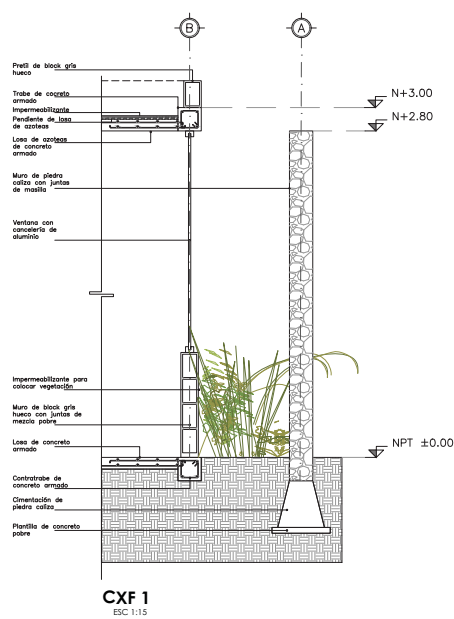 B
A
Pretil de block gris
hueco
Trabe de cocreto
armado
Impermeabilizante
Pendiente de losa
de azoteas
Losa de azoteas
de concreto
armado
N+3.00
N+2.80
Muro de piedra
caliza con juntas
de masilla
Ventana con
cancelería de
aluminio
Impermeabilizante para
colocar vegetación
Muro de block gris
hueco con juntas de
mezcla pobre
Losa de concreto
armado
NPT ±0.00
Contratrabe de
concreto armado
Cimentación de
piedra caliza
Plantilla de concreto
pobre
CXF 1
ESC 1:15